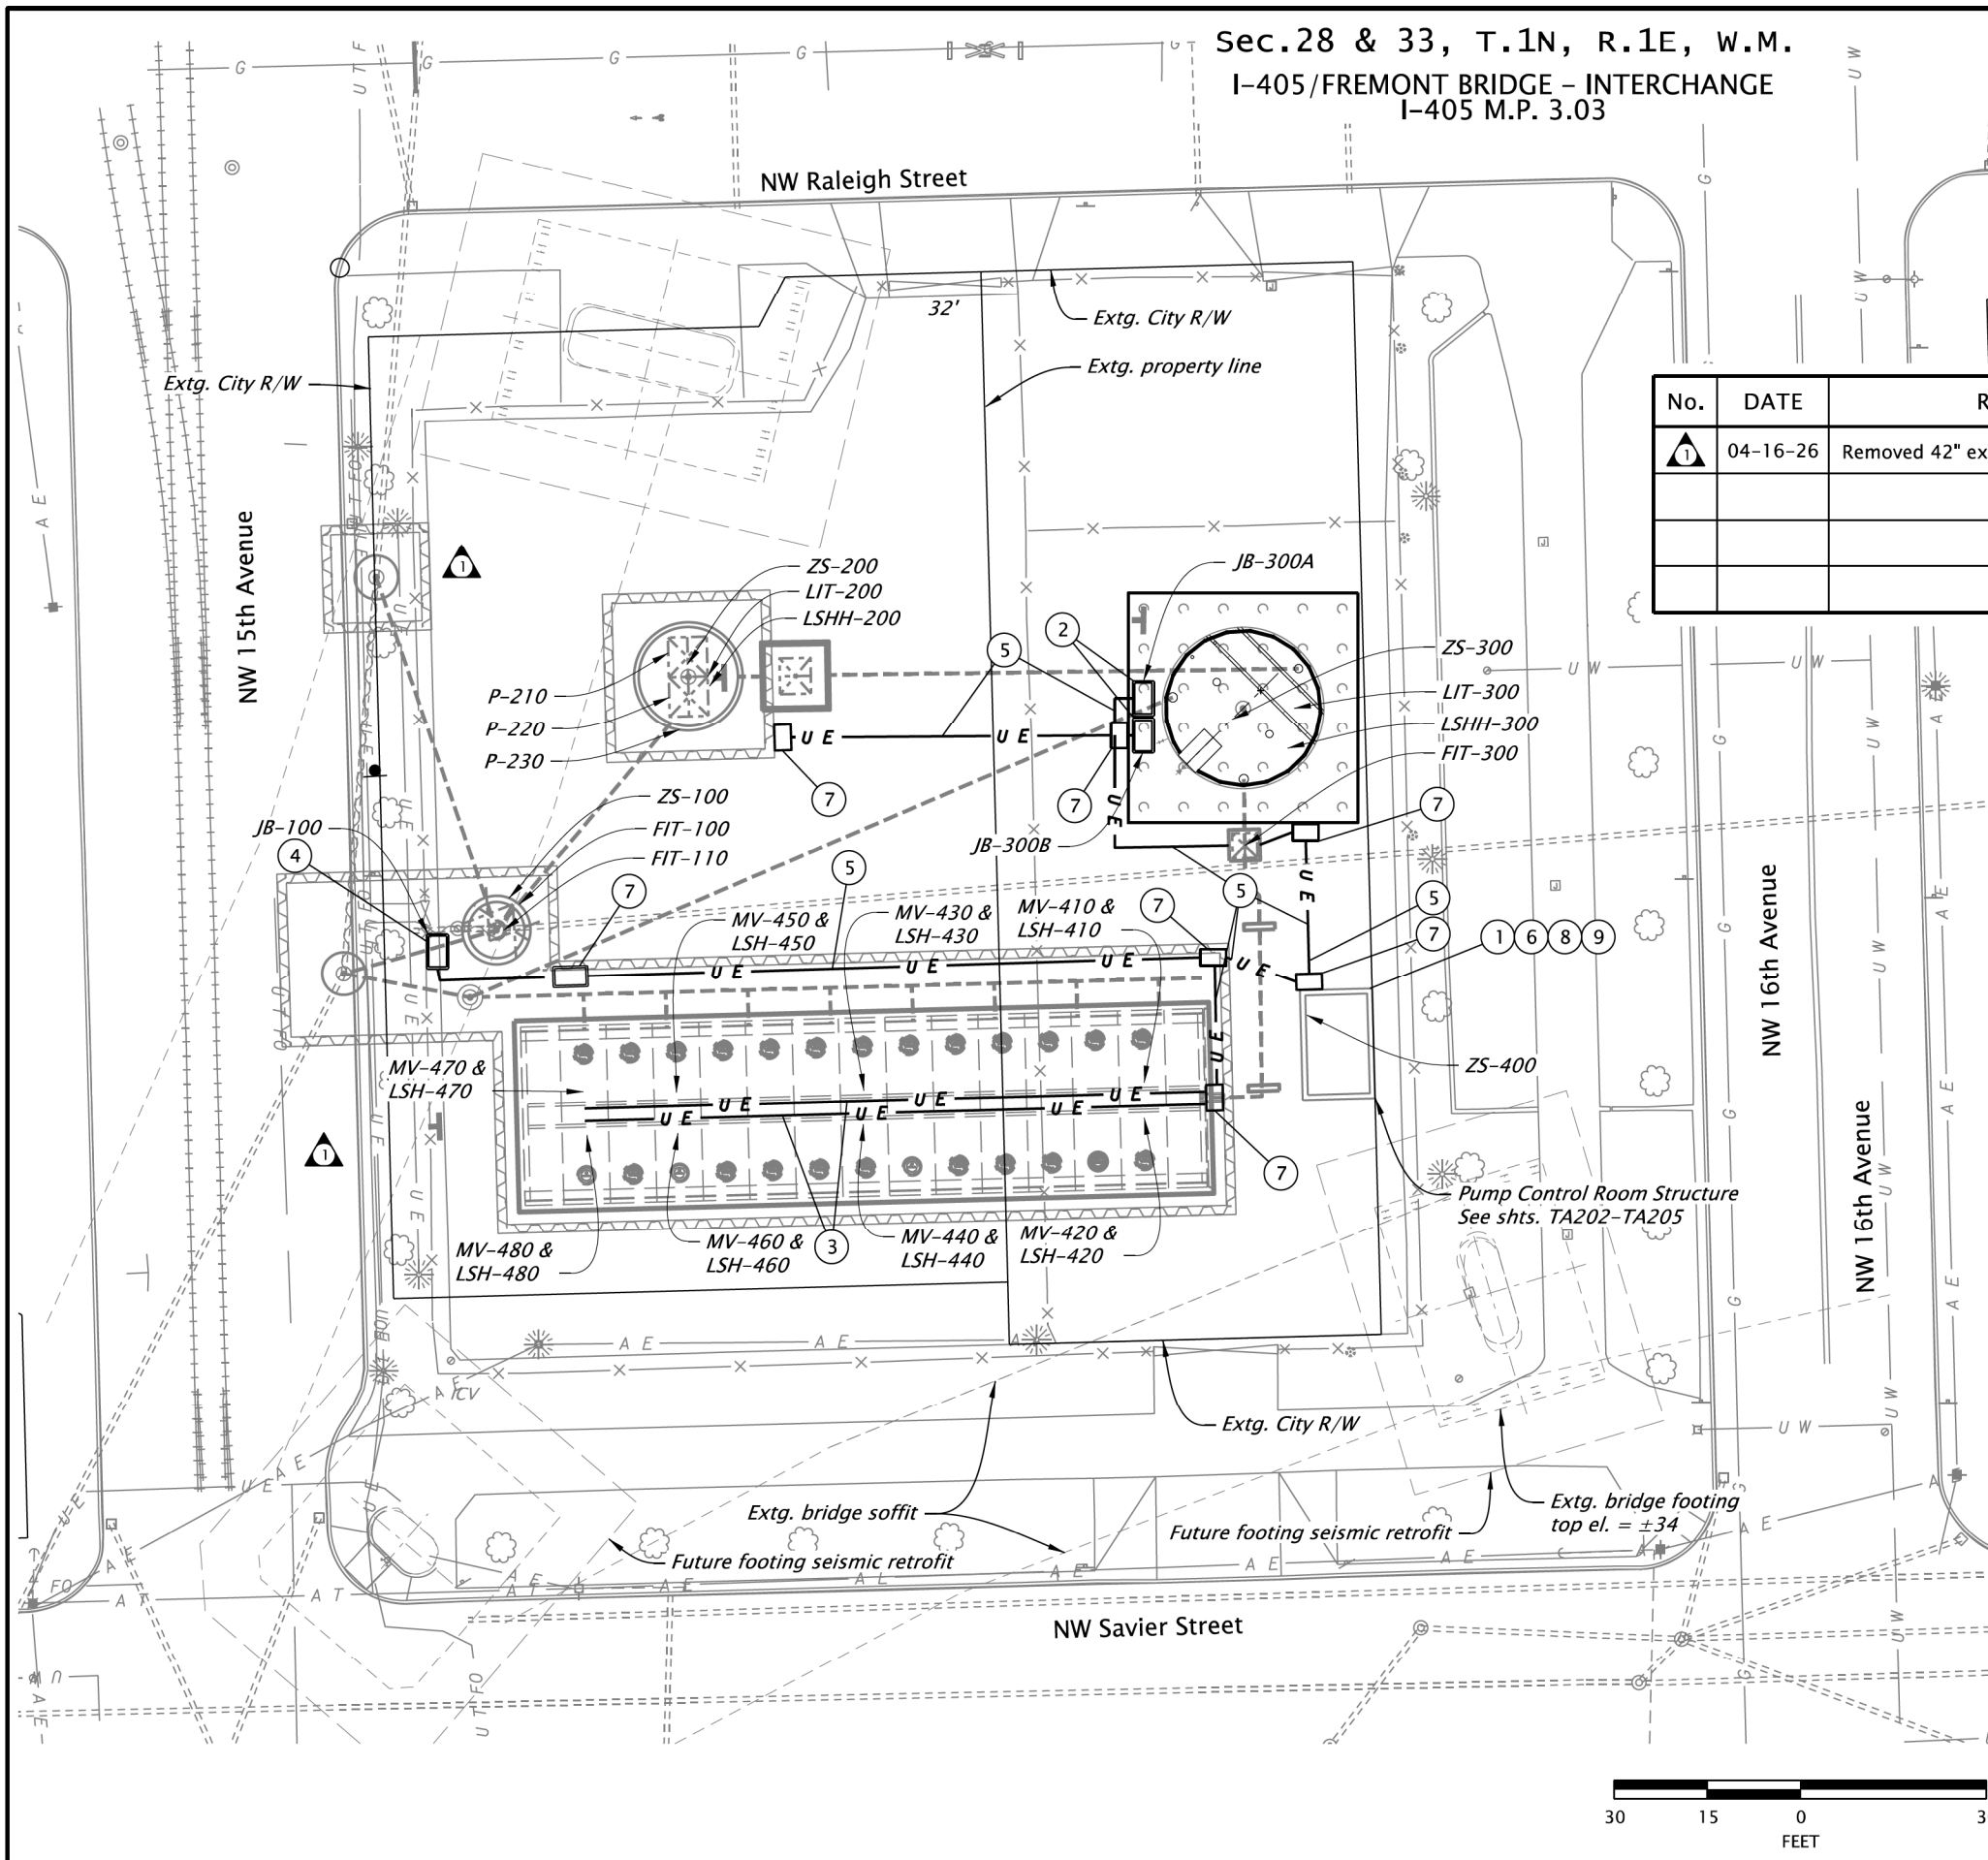 Sec.28 & 33, T.1N, R.1E, W.M.
I-405/FREMONT BRIDGE – INTERCHANGE
I-405 M.P. 3.03
NW Raleigh Street
32'
Extg. City R/W
Extg. property line
Extg. City R/W
No. DATE
1 04-16-26 Removed 42" ex
NW 15th Avenue
1
ZS-200
LIT-200
LSHH-200
JB-300A
2
5
ZS-300
LIT-300
LSHH-300
FIT-300
P-210
P-220
P-230
U E U E
7
7
7
U E
JB-300B
ZS-100
FIT-100
FIT-110
JB-100
4
7
5
5
7
5
7
1 6 8 9
U E
MV-450 &
LSH-450
MV-430 &
LSH-430
MV-410 &
LSH-410
U E U E U E U E
U E
MV-470 &
LSH-470
ZS-400
U E U E U E
U E U E U E
7
1
MV-480 &
LSH-480
MV-460 &
LSH-460
3
MV-440 &
LSH-440
MV-420 &
LSH-420
Pump Control Room Structure
See shts. TA202-TA205
NW 16th Avenue
NW 16th Avenue
Extg. City R/W
Extg. bridge soffit
Future footing seismic retrofit
Future footing seismic retrofit
Extg. bridge footing
top el. = ±34
NW Savier Street
A E A E
CV
U W
U W U W
G G G G
A E
A T A T
U T F O
30 15 0 3
FEET